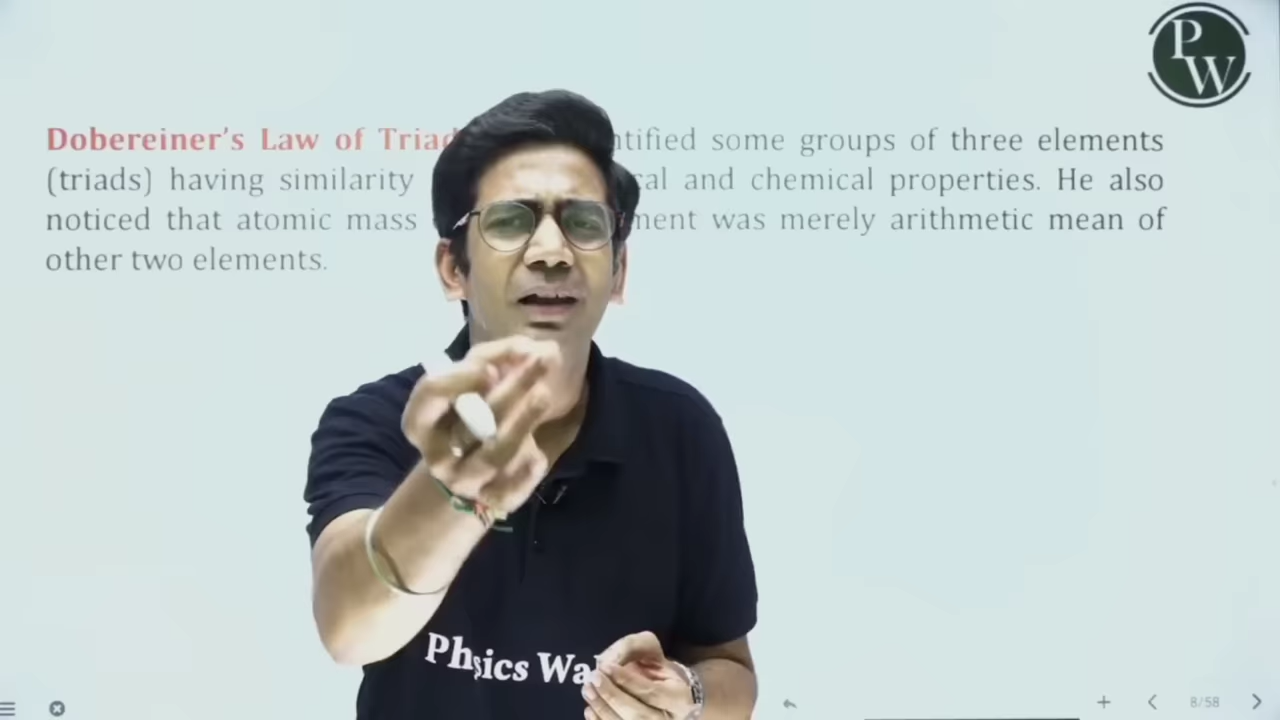 PW
Dobereiner's Law of Triad ntified some groups of three elements
(triads) having similarity cal and chemical properties. He also
noticed that atomic mass ment was merely arithmetic mean of
other two elements.
Physics Wa
8/58